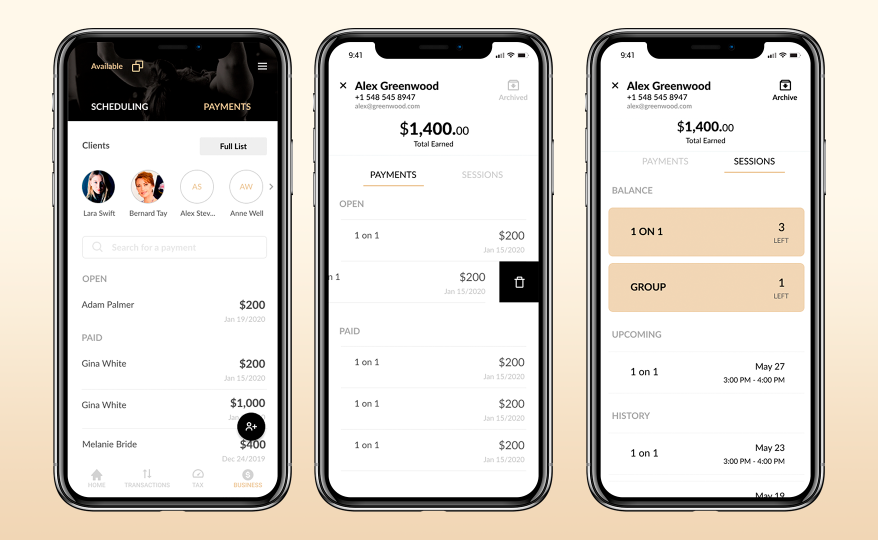 Available
SCHEDULING PAYMENTS
Clients Full List
AS AW
Lara Swift Bernard Tay Alex Stev... Anne Well
Search for a payment
OPEN
Adam Palmer $200
Jan 19/2020
PAID
Gina White $200
Jan 15/2020
Gina White $1,000
Melanie Bride $400
Dec 24/2019
HOME TRANSACTIONS TAX BUSINESS
9:41
Alex Greenwood
+1 548 545 8947
alex@greenwood.com
Archived
$1,400.00
Total Earned
PAYMENTS SESSIONS
OPEN
1 on 1 $200
Jan 15/2020
n 1 $200
Jan 15/2020
PAID
1 on 1 $200
Jan 15/2020
1 on 1 $200
Jan 15/2020
1 on 1 $200
Jan 15/2020
9:41
Alex Greenwood
+1 548 545 8947
alex@greenwood.com
Archive
$1,400.00
Total Earned
PAYMENTS SESSIONS
BALANCE
1 ON 1 3
LEFT
GROUP 1
LEFT
UPCOMING
1 on 1 May 27
3:00 PM - 4:00 PM
HISTORY
1 on 1 May 23
3:00 PM - 4:00 PM
May 19